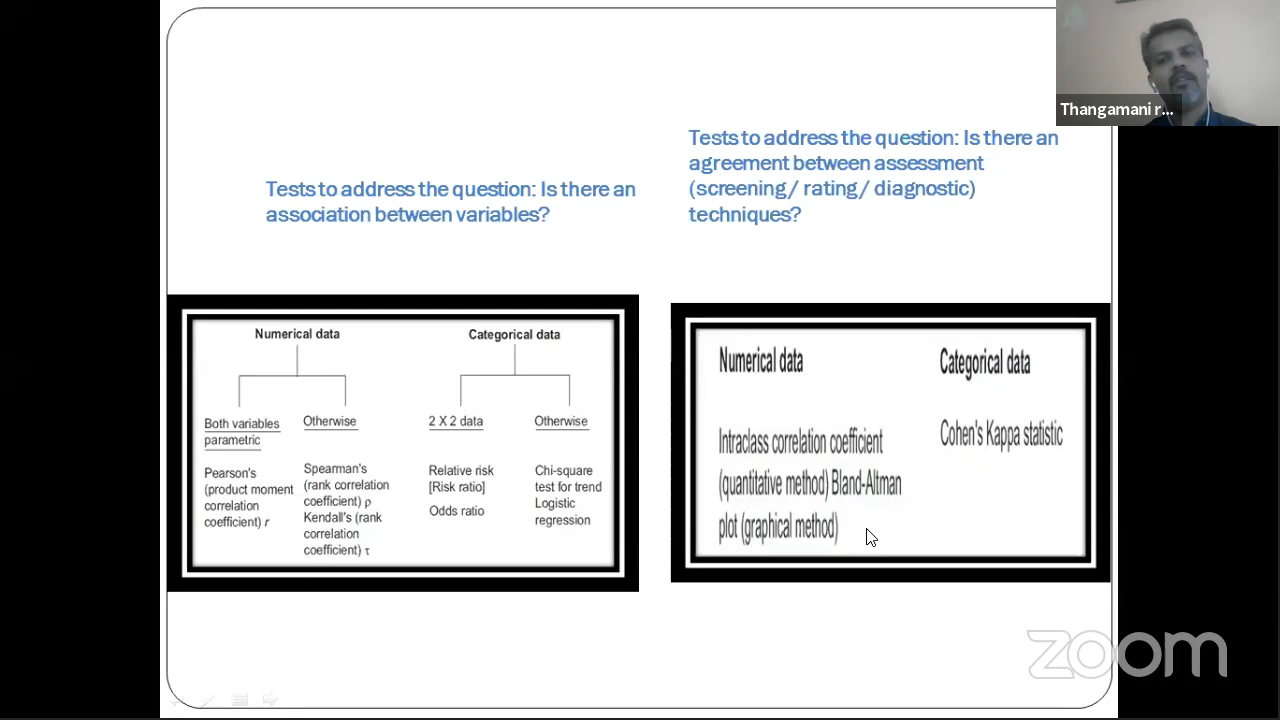 Thangamani r...
Tests to address the question: Is there an
association between variables?
Tests to address the question: Is there an
agreement between assessment
(screening / rating / diagnostic)
techniques?
Numerical data
Categorical data
Both variables
parametric
Otherwise
2 X 2 data
Otherwise
Pearson's
(product moment
correlation
coefficient) r
Spearman's
(rank correlation
coefficient) ρ
Kendall's (rank
correlation
coefficient) τ
Relative risk
[Risk ratio]
Odds ratio
Chi-square
test for trend
Logistic
regression
Numerical data
Categorical data
Intraclass correlation coefficient
(quantitative method) Bland-Altman
plot (graphical method)
Cohen's Kappa statistic
zoom